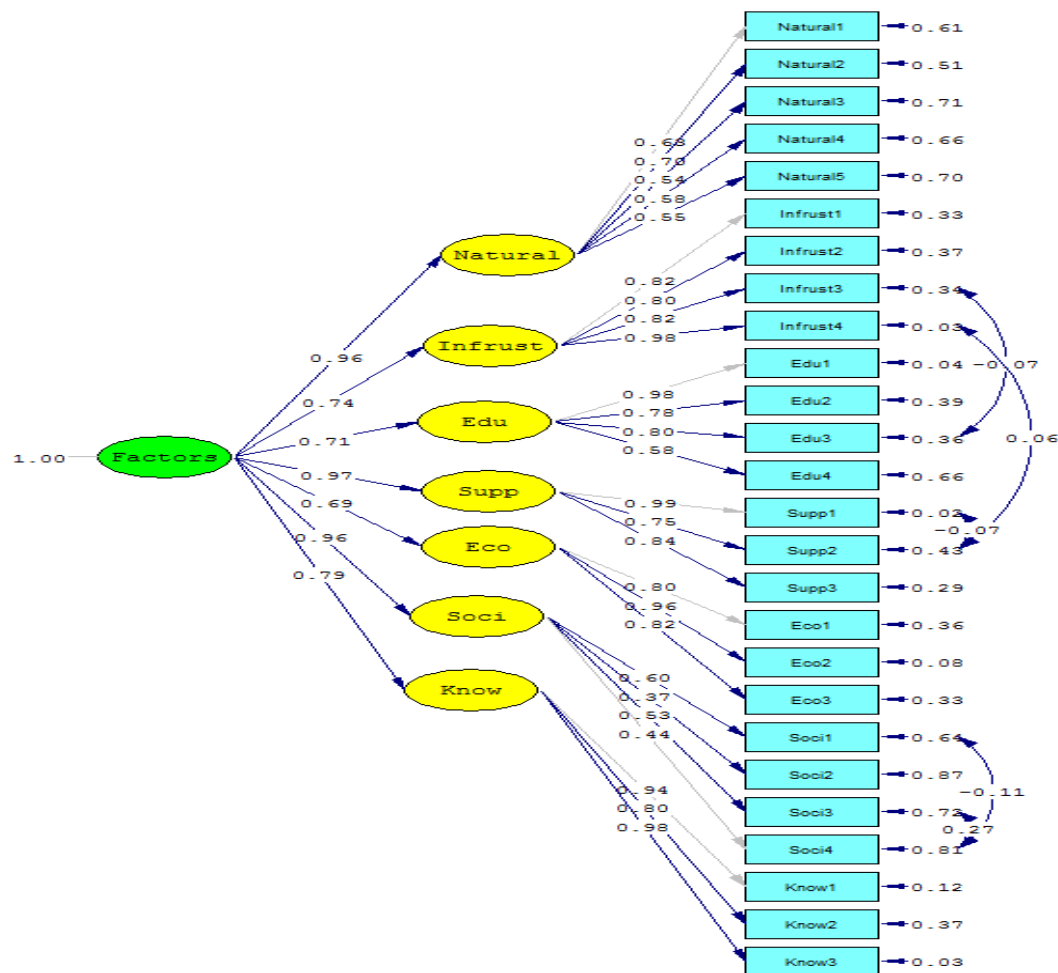 Natural1 0.61
Natural2 0.51
Natural3 0.71
Natural4 0.66
0.68
0.70
0.54
0.58
0.55
Natural5 0.70
Infrust1 0.33
Natural
Infrust2 0.37
0.82
0.80
0.82
0.98
Infrust3 0.34
Infrust4 0.03
Infrust
0.96
Edu1 0.04 -0.07
0.74
0.98
0.78
0.80
0.58
Edu2 0.39
Edu
Edu3 0.36 0.06
0.71
1.00 Factors
Edu4 0.66
0.97
0.69
0.96
0.79
Supp
0.99
0.75
0.84
Supp1 0.02
-0.07
Supp2 0.43
Eco
Supp3 0.29
0.80
0.96
0.82
Eco1 0.36
Soci
Eco2 0.08
Know
0.60
0.37
0.53
0.44
Eco3 0.33
Soci1 0.64
Soci2 0.87
-0.11
0.94
0.80
0.98
Soci3 0.72
0.27
Soci4 0.81
Know1 0.12
Know2 0.37
Know3 0.03